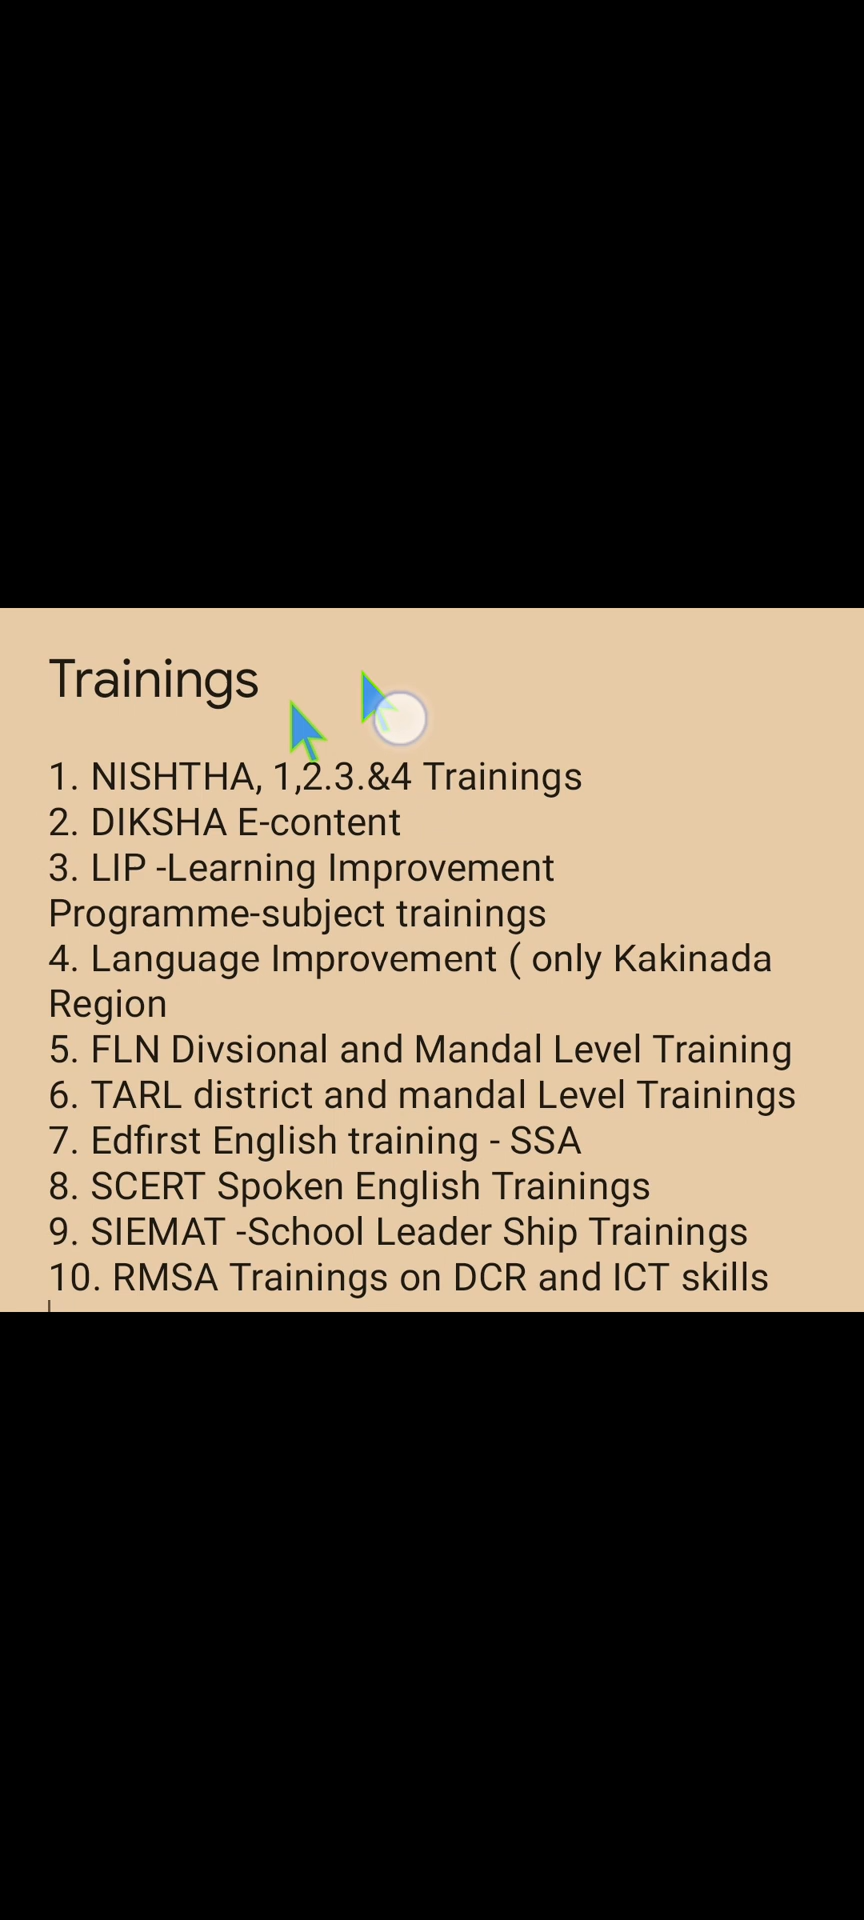 Trainings
1. NISHTHA, 1,2.3.&4 Trainings
2. DIKSHA E-content
3. LIP -Learning Improvement
Programme-subject trainings
4. Language Improvement ( only Kakinada
Region
5. FLN Divsional and Mandal Level Training
6. TARL district and mandal Level Trainings
7. Edfirst English training - SSA
8. SCERT Spoken English Trainings
9. SIEMAT -School Leader Ship Trainings
10. RMSA Trainings on DCR and ICT skills